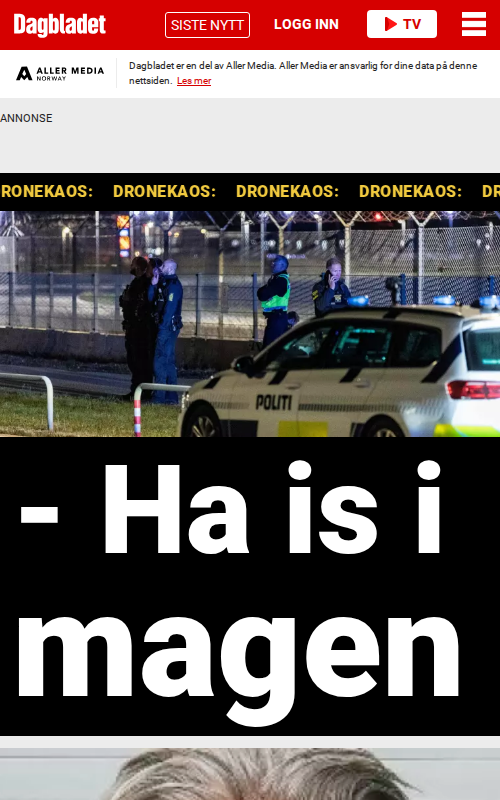 Dagbladet
SISTE NYTT
LOGG INN
TV
ALLER MEDIA
NORWAY
Dagbladet er en del av Aller Media. Aller Media er ansvarlig for dine data på denne
nettsiden. Les mer
ANNONSE
RONEKAOS: DRONEKAOS: DRONEKAOS: DRONEKAOS: DR
POLITI
- Ha is i
magen